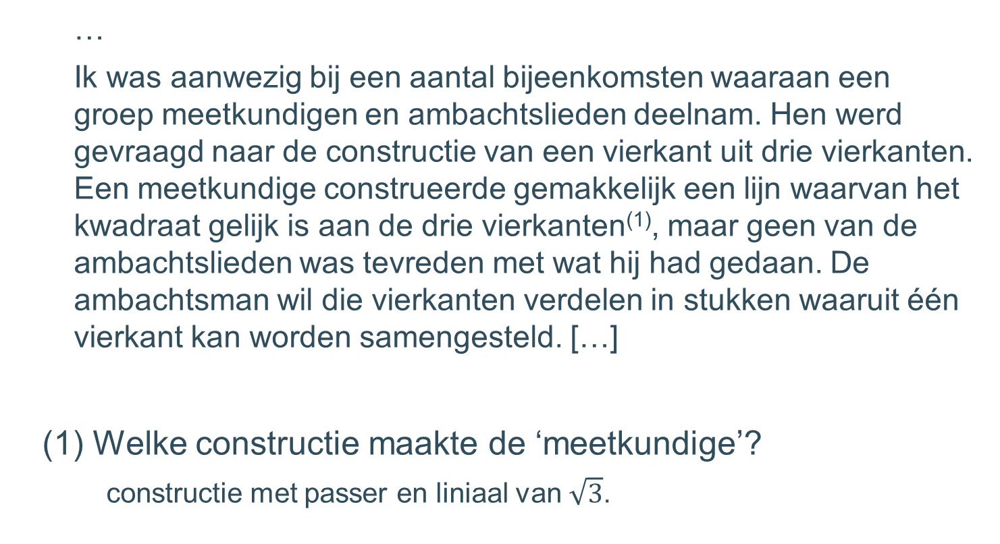 …
Ik was aanwezig bij een aantal bijeenkomsten waaraan een
groep meetkundigen en ambachtslieden deelnam. Hen werd
gevraagd naar de constructie van een vierkant uit drie vierkanten.
Een meetkundige construeerde gemakkelijk een lijn waarvan het
kwadraat gelijk is aan de drie vierkanten⁽¹⁾, maar geen van de
ambachtslieden was tevreden met wat hij had gedaan. De
ambachtsman wil die vierkanten verdelen in stukken waaruit één
vierkant kan worden samengesteld. […]
(1) Welke constructie maakte de ‘meetkundige’?
constructie met passer en liniaal van √3.